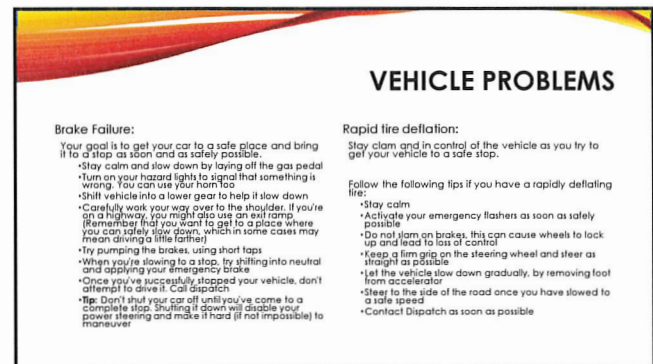 VEHICLE PROBLEMS
Brake Failure:
Your goal is to get your car to a safe place and bring
it to a stop as soon and as safely possible.
•Stay calm and slow down by laying off the gas pedal
•Turn on your hazard lights to signal that something is
wrong. You can use your horn too
•Shift vehicle into a lower gear to help it slow down
•Carefully work your way over to the shoulder. If you're
on a highway, you might also use an exit ramp
(Remember that you want to get to a place where
you can safely slow down, which in some cases may
mean driving a little farther)
•Try pumping the brakes, using short taps
•When you're slowing to a stop, try shifting into neutral
and applying your emergency brake
•Once you've successfully stopped your vehicle, don't
attempt to drive it. Call dispatch
•Tip: Don't shut your car off until you've come to a
complete stop. Shutting it down will disable your
power steering and make it hard (if not impossible) to
maneuver
Rapid tire deflation:
Stay clam and in control of the vehicle as you try to
get your vehicle to a safe stop.
Follow the following tips if you have a rapidly deflating
tire:
•Stay calm
•Activate your emergency flashers as soon as safely
possible
•Do not slam on brakes, this can cause wheels to lock
up and lead to loss of control
•Keep a firm grip on the steering wheel and steer as
straight as possible
•Let the vehicle slow down gradually, by removing foot
from accelerator
•Steer to the side of the road once you have slowed to
a safe speed
•Contact Dispatch as soon as possible